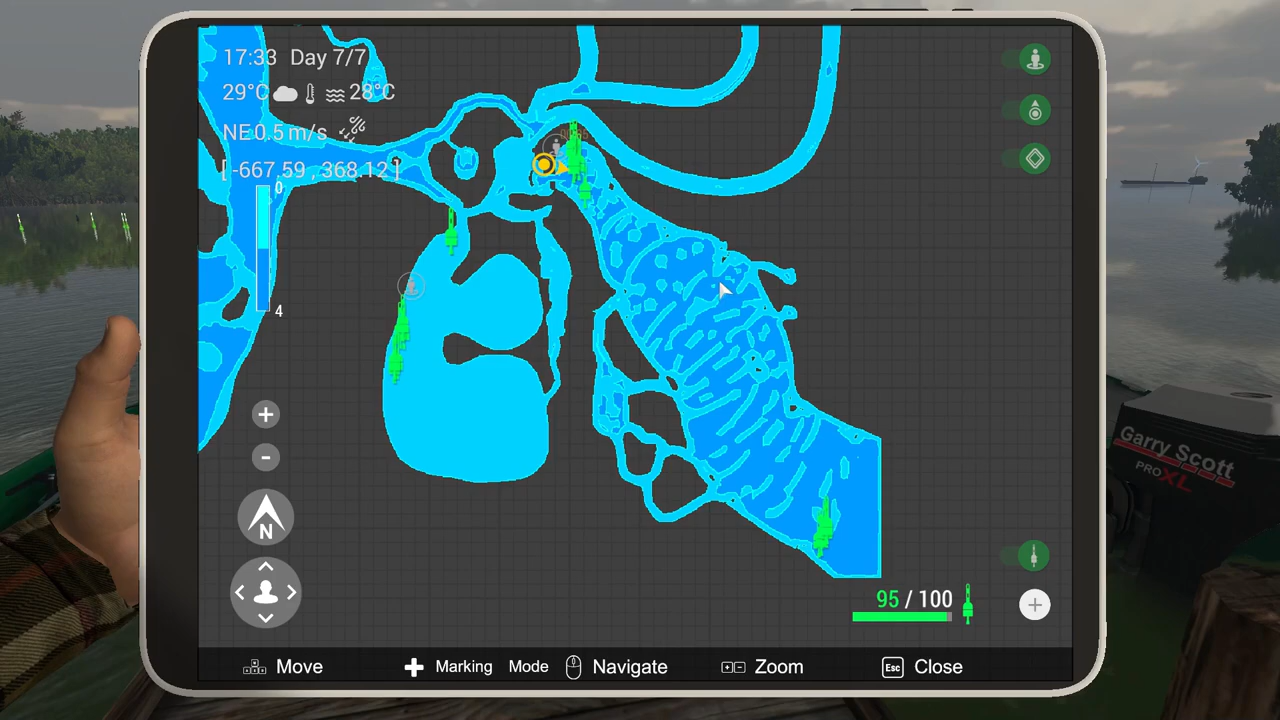 17:33 Day 7/7
29°C 28°C
NE 0.5 m/s
[ -667.59 , 368.12 ]
0
4
+
-
N
95 / 100
+
Garry Scott
PRO XL
Move Marking Mode Navigate Zoom Esc Close